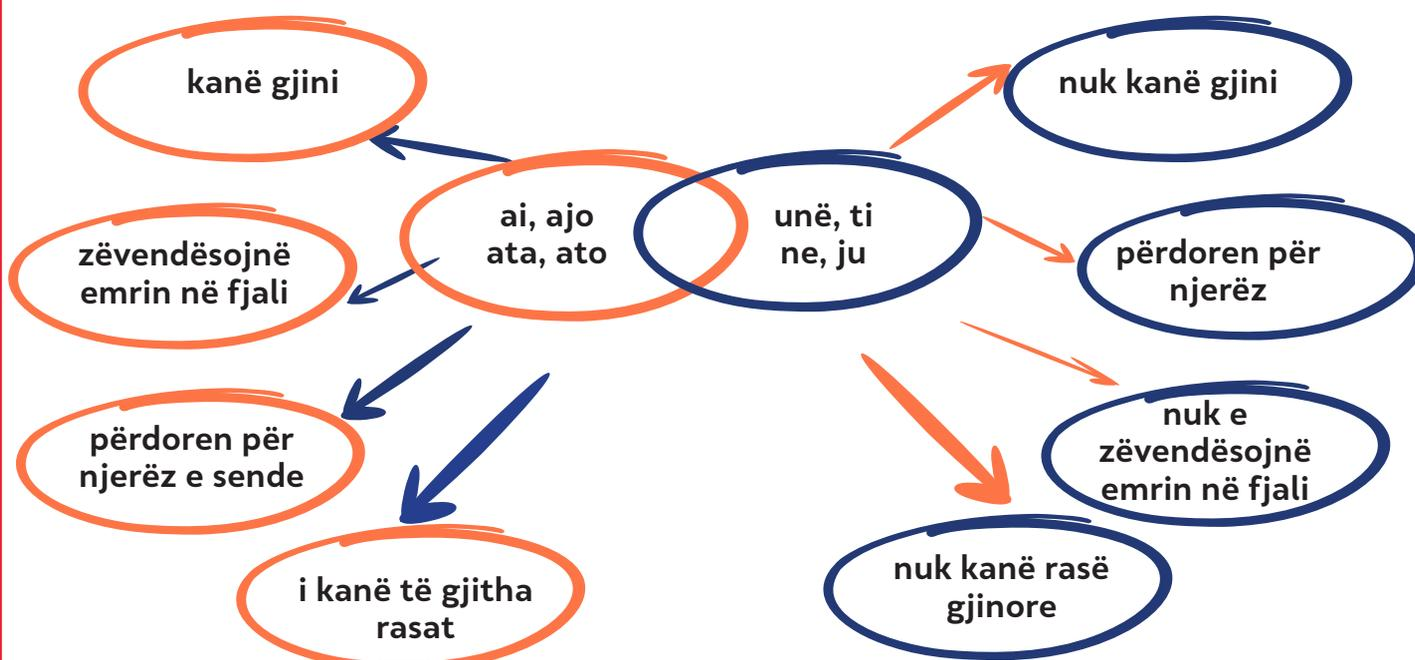 kanë gjini
nuk kanë gjini
ai, ajo
ata, ato
unë, ti
ne, ju
zëvendësojnë
emrin në fjali
përdoren për
njerëz
përdoren për
njerëz e sende
nuk e
zëvendësojnë
emrin në fjali
i kanë të gjitha
rasat
nuk kanë rasë
gjinore